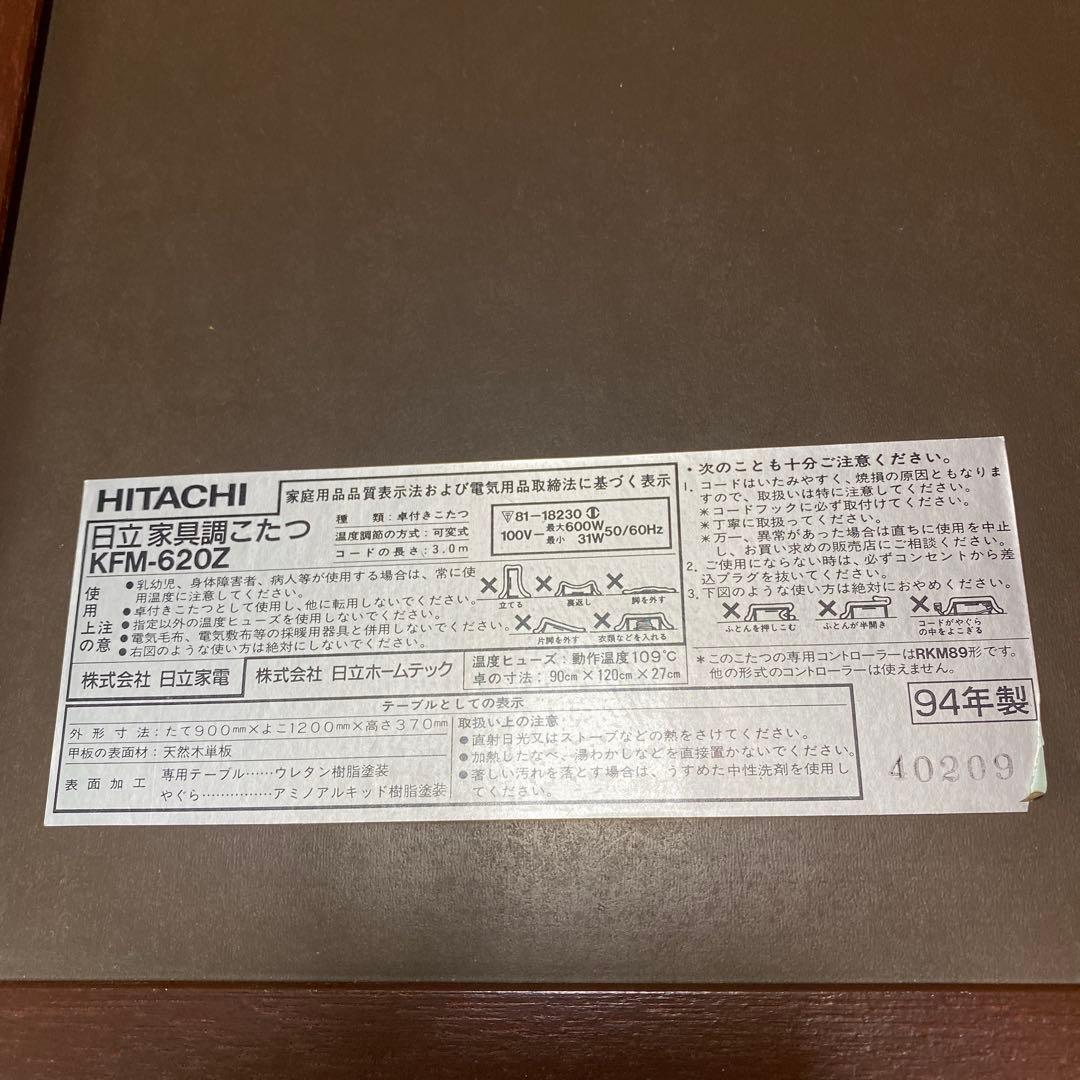 HITACHI
日立家具調こたつ
KFM-620Z
家庭用品品質表示法および電気用品取締法に基づく表示
種類:卓付きこたつ
温度調節の方式:可変式
コードの長さ:3.0m
▽81-18230
100V-最大600W 最小31W 50/60Hz
使用上の注意
●乳幼児、身体障害者、病人等が使用する場合は、常に使
用温度に注意してください。
●卓付きこたつとして使用し、他に転用しないでください。
●指定以外の温度ヒューズを使用しないでください。
●電気毛布、電気敷布等の採暖用器具と併用しないでください。
●右図のような使い方は絶対にしないでください。
立てる
裏返し
脚を外す
片脚を外す
衣類などを入れる
株式会社 日立家電
株式会社 日立ホームテック
温度ヒューズ:動作温度109℃
卓の寸法:90cm×120cm×27cm
・次のことも十分ご注意ください。
1.コードはいたみやすく、焼損の原因ともなりま
すので、取扱いは特に注意してください。
*コードフックに必ず取付けてください。
*丁寧に取扱ってください。
*万一、異常があった場合は直ちに使用を中止
し、お買い求めの販売店にご相談ください。
2.ご使用にならない時は、必ずコンセントから差
込プラグを抜いてください。
3.下図のような使い方は絶対におやめください。
ふとんを押しこむ
ふとんが半開き
コードがやぐら
の中をよこぎる
*このこたつの専用コントローラーはRKM89形です。
他の形式のコントローラーは使えません。
94年製
40209
テーブルとしての表示
外形寸法:たて900mm×よこ1200mm×高さ370mm
甲板の表面材:天然木単板
表面加工
専用テーブル……ウレタン樹脂塗装
やぐら……………アミノアルキッド樹脂塗装
取扱い上の注意
●直射日光又はストーブなどの熱をさけてください。
●加熱したなべ、湯わかしなどを直接置かないでください。
●著しい汚れを落とす場合は、うすめた中性洗剤を使用し
てください。